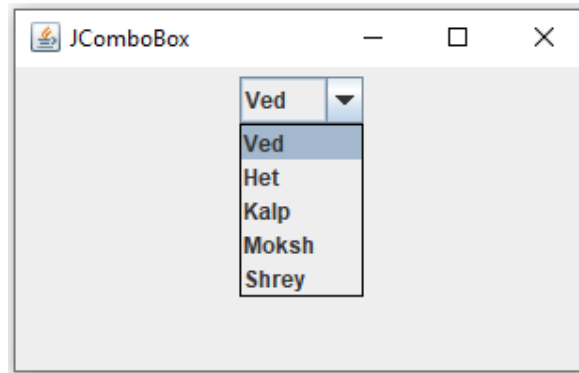 JComboBox
Ved
Ved
Het
Kalp
Moksh
Shrey